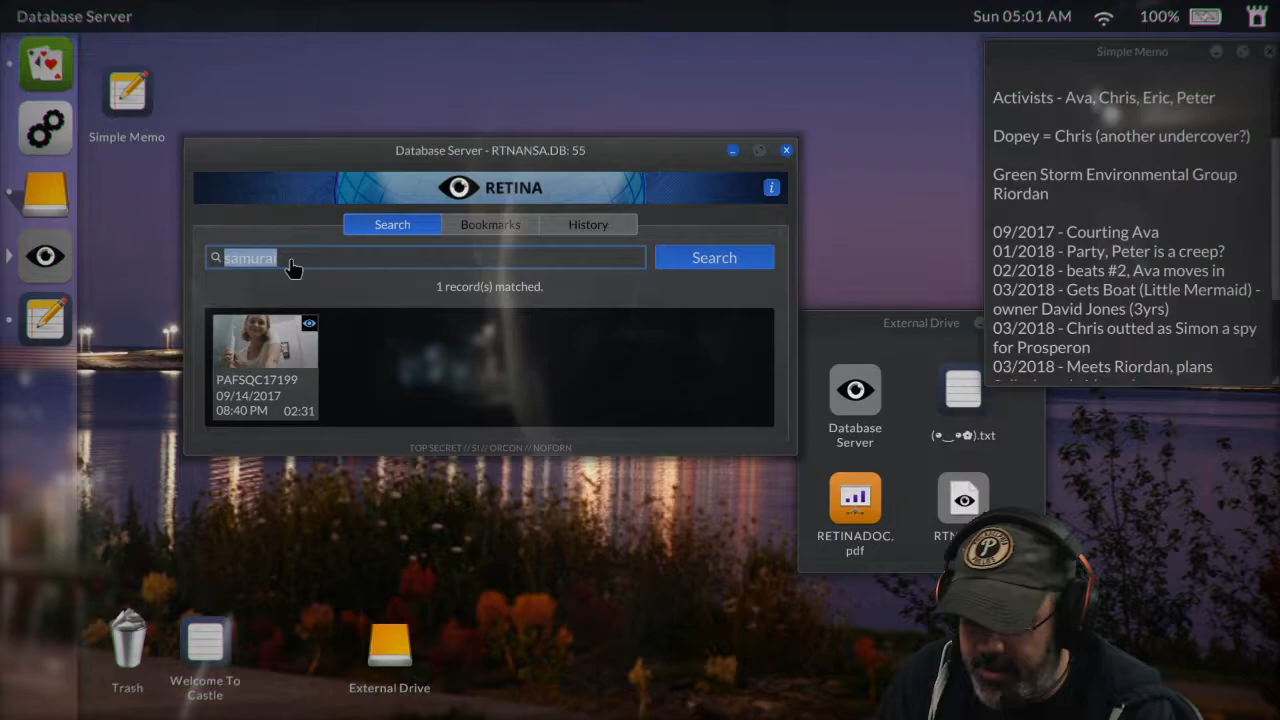 Database Server
Sun 05:01 AM
100%
Simple Memo
Simple Memo
Activists - Ava, Chris, Eric, Peter
Dopey = Chris (another undercover?)
Green Storm Environmental Group
Riordan
09/2017 - Courting Ava
01/2018 - Party, Peter is a creep?
02/2018 - beats #2, Ava moves in
03/2018 - Gets Boat (Little Mermaid) -
owner David Jones (3yrs)
03/2018 - Chris outted as Simon a spy
for Prosperon
03/2018 - Meets Riordan, plans
Database Server - RTNANSA.DB: 55
RETINA
Search
Bookmarks
History
samurai
Search
1 record(s) matched.
PAFSQC17199
09/14/2017
08:40 PM 02:31
TOP SECRET // SI // ORCON // NOFORN
External Drive
Database
Server
(•‿•✿).txt
RETINADOC.
pdf
Trash
Welcome To
Castle
External Drive